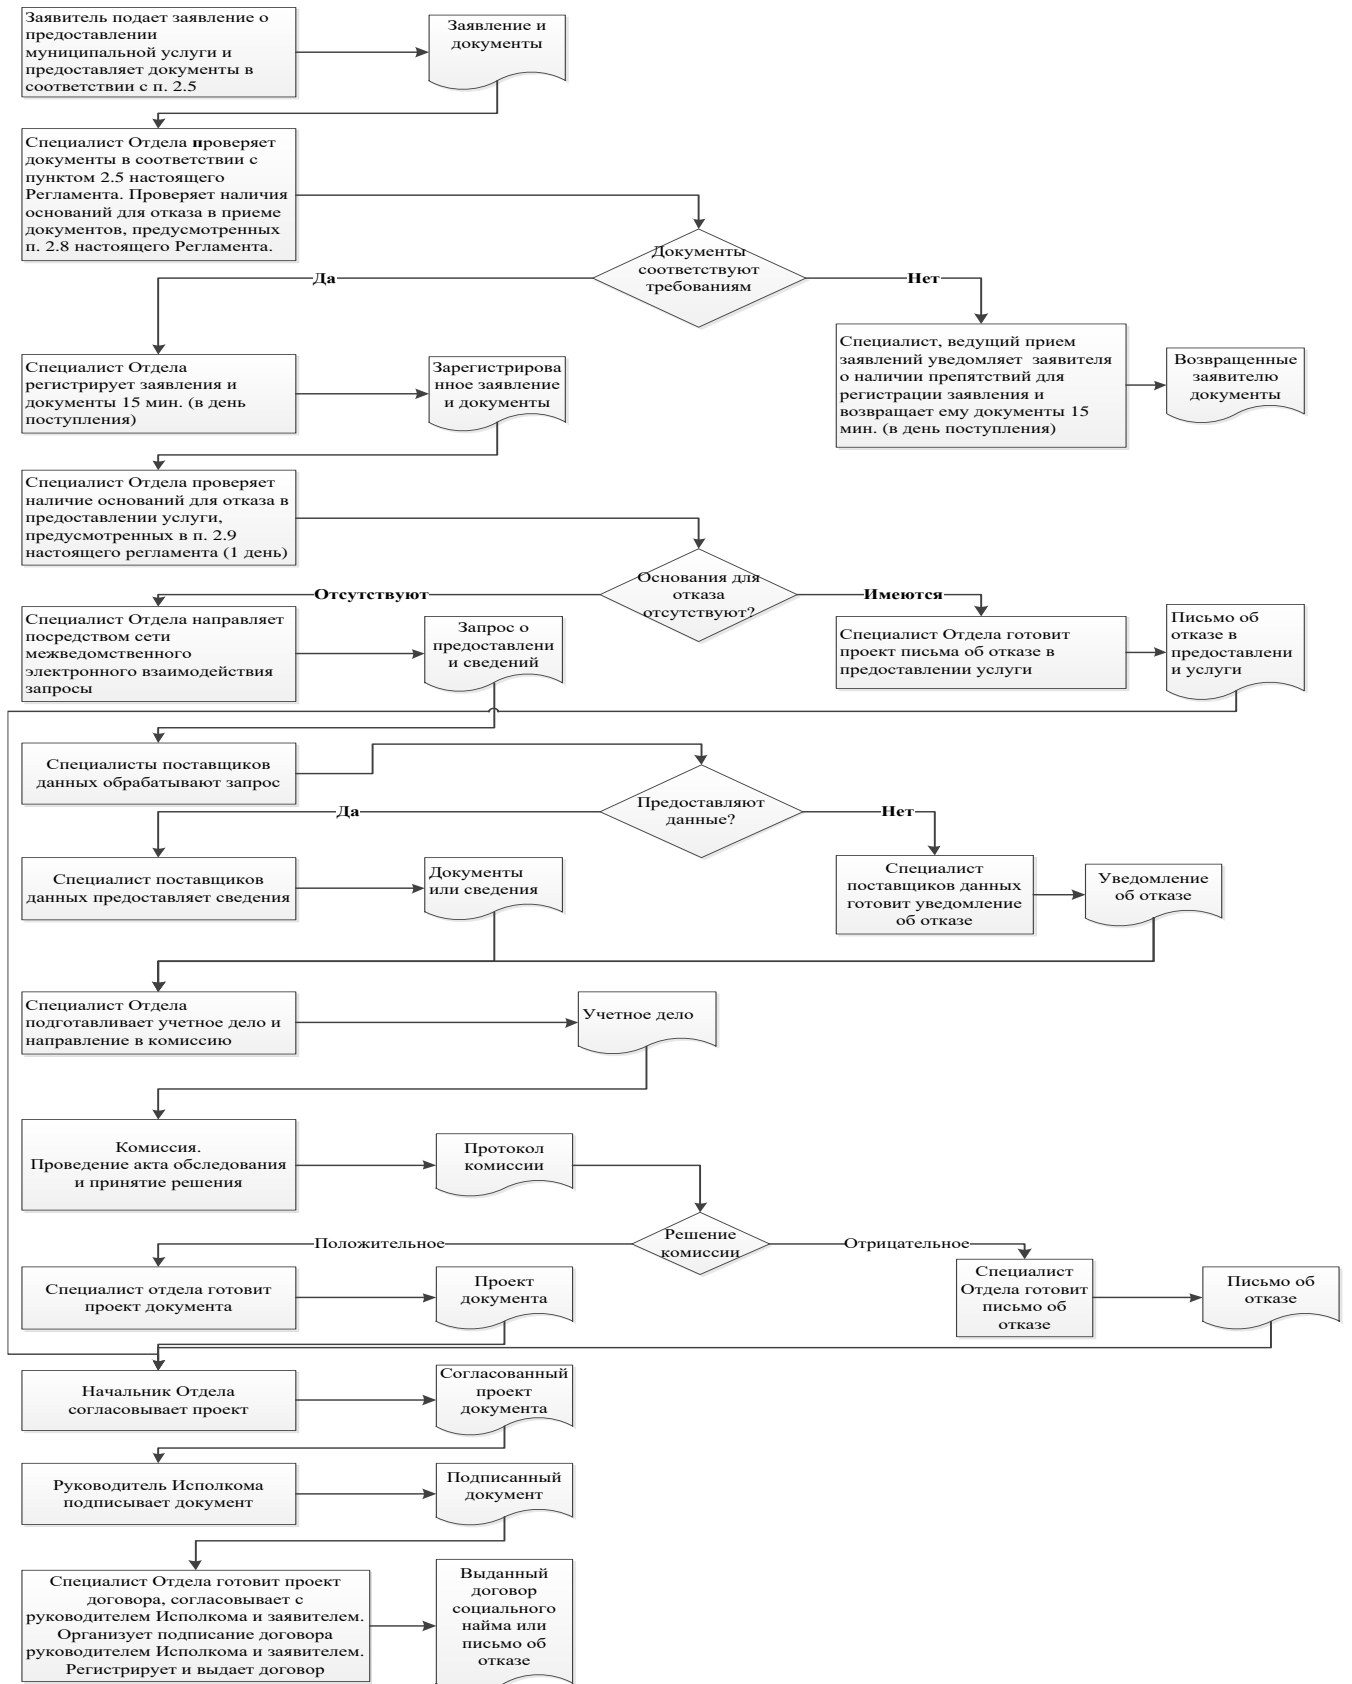 Заявитель подает заявление о
предоставлении
муниципальной услуги и
предоставляет документы в
соответствии с п. 2.5
Заявление и
документы
Специалист Отдела проверяет
документы в соответствии с
пунктом 2.5 настоящего
Регламента. Проверяет наличия
оснований для отказа в приеме
документов, предусмотренных
п. 2.8 настоящего Регламента.
Документы
соответствуют
требованиям
Да
Нет
Специалист Отдела
регистрирует заявления и
документы 15 мин. (в день
поступления)
Зарегистрирова
нное заявление
и документы
Специалист, ведущий прием
заявлений уведомляет заявителя
о наличии препятствий для
регистрации заявления и
возвращает ему документы 15
мин. (в день поступления)
Возвращенные
заявителю
документы
Специалист Отдела проверяет
наличие оснований для отказа в
предоставлении услуги,
предусмотренных в п. 2.9
настоящего регламента (1 день)
Основания для
отказа
отсутствуют?
Отсутствуют
Имеются
Специалист Отдела направляет
посредством сети
межведомственного
электронного взаимодействия
запросы
Запрос о
предоставлени
и сведений
Специалист Отдела готовит
проект письма об отказе в
предоставлении услуги
Письмо об
отказе в
предоставлени
и услуги
Специалисты поставщиков
данных обрабатывают запрос
Предоставляют
данные?
Да
Нет
Специалист поставщиков
данных предоставляет сведения
Документы
или сведения
Специалист
поставщиков данных
готовит уведомление
об отказе
Уведомление
об отказе
Специалист Отдела
подготавливает учетное дело и
направление в комиссию
Учетное дело
Комиссия.
Проведение акта обследования
и принятие решения
Протокол
комиссии
Решение
комиссии
Положительное
Отрицательное
Специалист отдела готовит
проект документа
Проект
документа
Специалист
Отдела готовит
письмо об
отказе
Письмо об
отказе
Начальник Отдела
согласовывает проект
Согласованный
проект
документа
Руководитель Исполкома
подписывает документ
Подписанный
документ
Специалист Отдела готовит проект
договора, согласовывает с
руководителем Исполкома и заявителем.
Организует подписание договора
руководителем Исполкома и заявителем.
Регистрирует и выдает договор
Выданный
договор
социального
найма или
письмо об
отказе